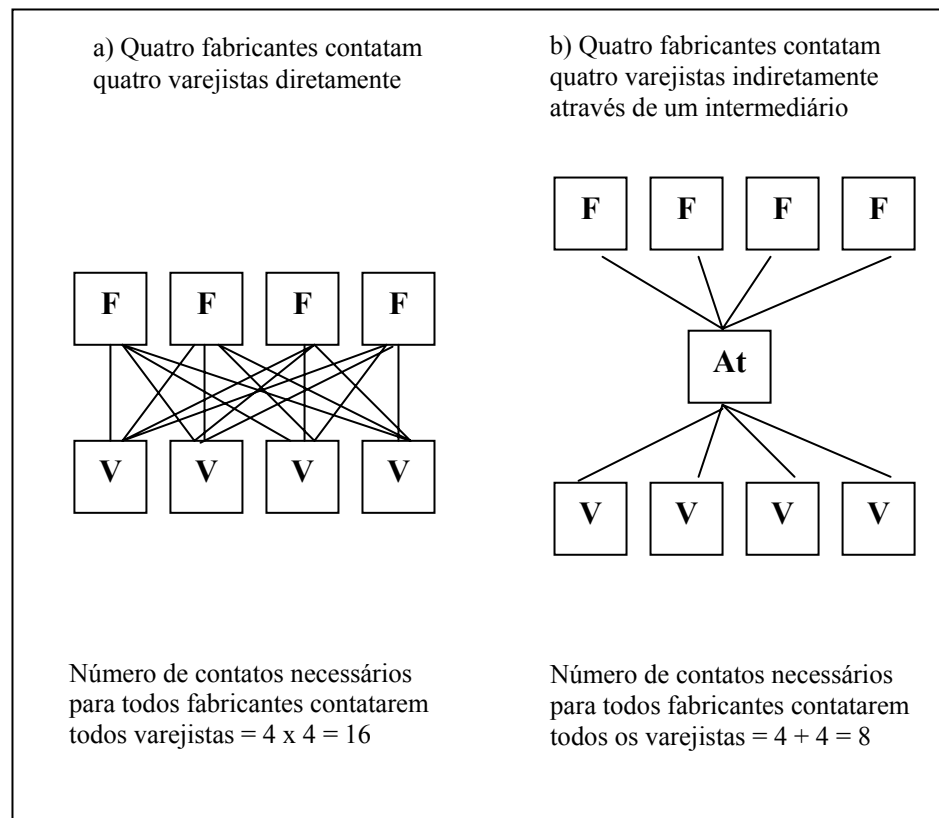 a) Quatro fabricantes contatam
quatro varejistas diretamente
F F F F
V V V V
Número de contatos necessários
para todos fabricantes contatarem
todos varejistas = 4 x 4 = 16
b) Quatro fabricantes contatam
quatro varejistas indiretamente
através de um intermediário
F F F F
At
V V V V
Número de contatos necessários
para todos fabricantes contatarem
todos os varejistas = 4 + 4 = 8